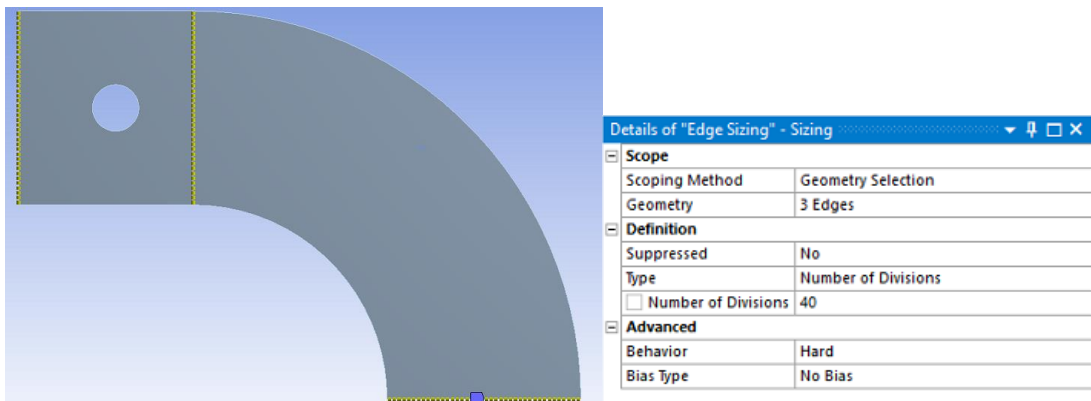 Details of "Edge Sizing" - Sizing
Scope
Scoping Method Geometry Selection
Geometry 3 Edges
Definition
Suppressed No
Type Number of Divisions
Number of Divisions 40
Advanced
Behavior Hard
Bias Type No Bias